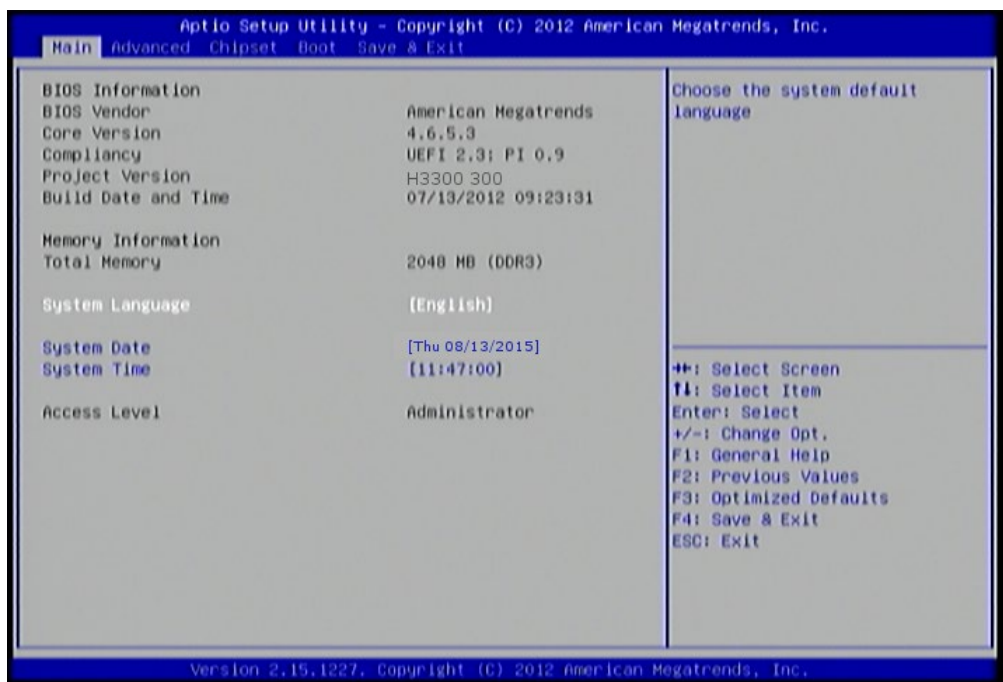 Aptio Setup Utility - Copyright (C) 2012 American Megatrends, Inc.
Main Advanced Chipset Boot Save & Exit
BIOS Information
BIOS Vendor American Megatrends
Core Version 4.6.5.3
Compliancy UEFI 2.3; PI 0.9
Project Version H3300 300
Build Date and Time 07/13/2012 09:23:31
Memory Information
Total Memory 2048 MB (DDR3)
System Language [English]
System Date [Thu 08/13/2015]
System Time [11:47:00]
Access Level Administrator
Choose the system default
language
→←: Select Screen
↑↓: Select Item
Enter: Select
+/-: Change Opt.
F1: General Help
F2: Previous Values
F3: Optimized Defaults
F4: Save & Exit
ESC: Exit
Version 2.15.1227. Copyright (C) 2012 American Megatrends, Inc.